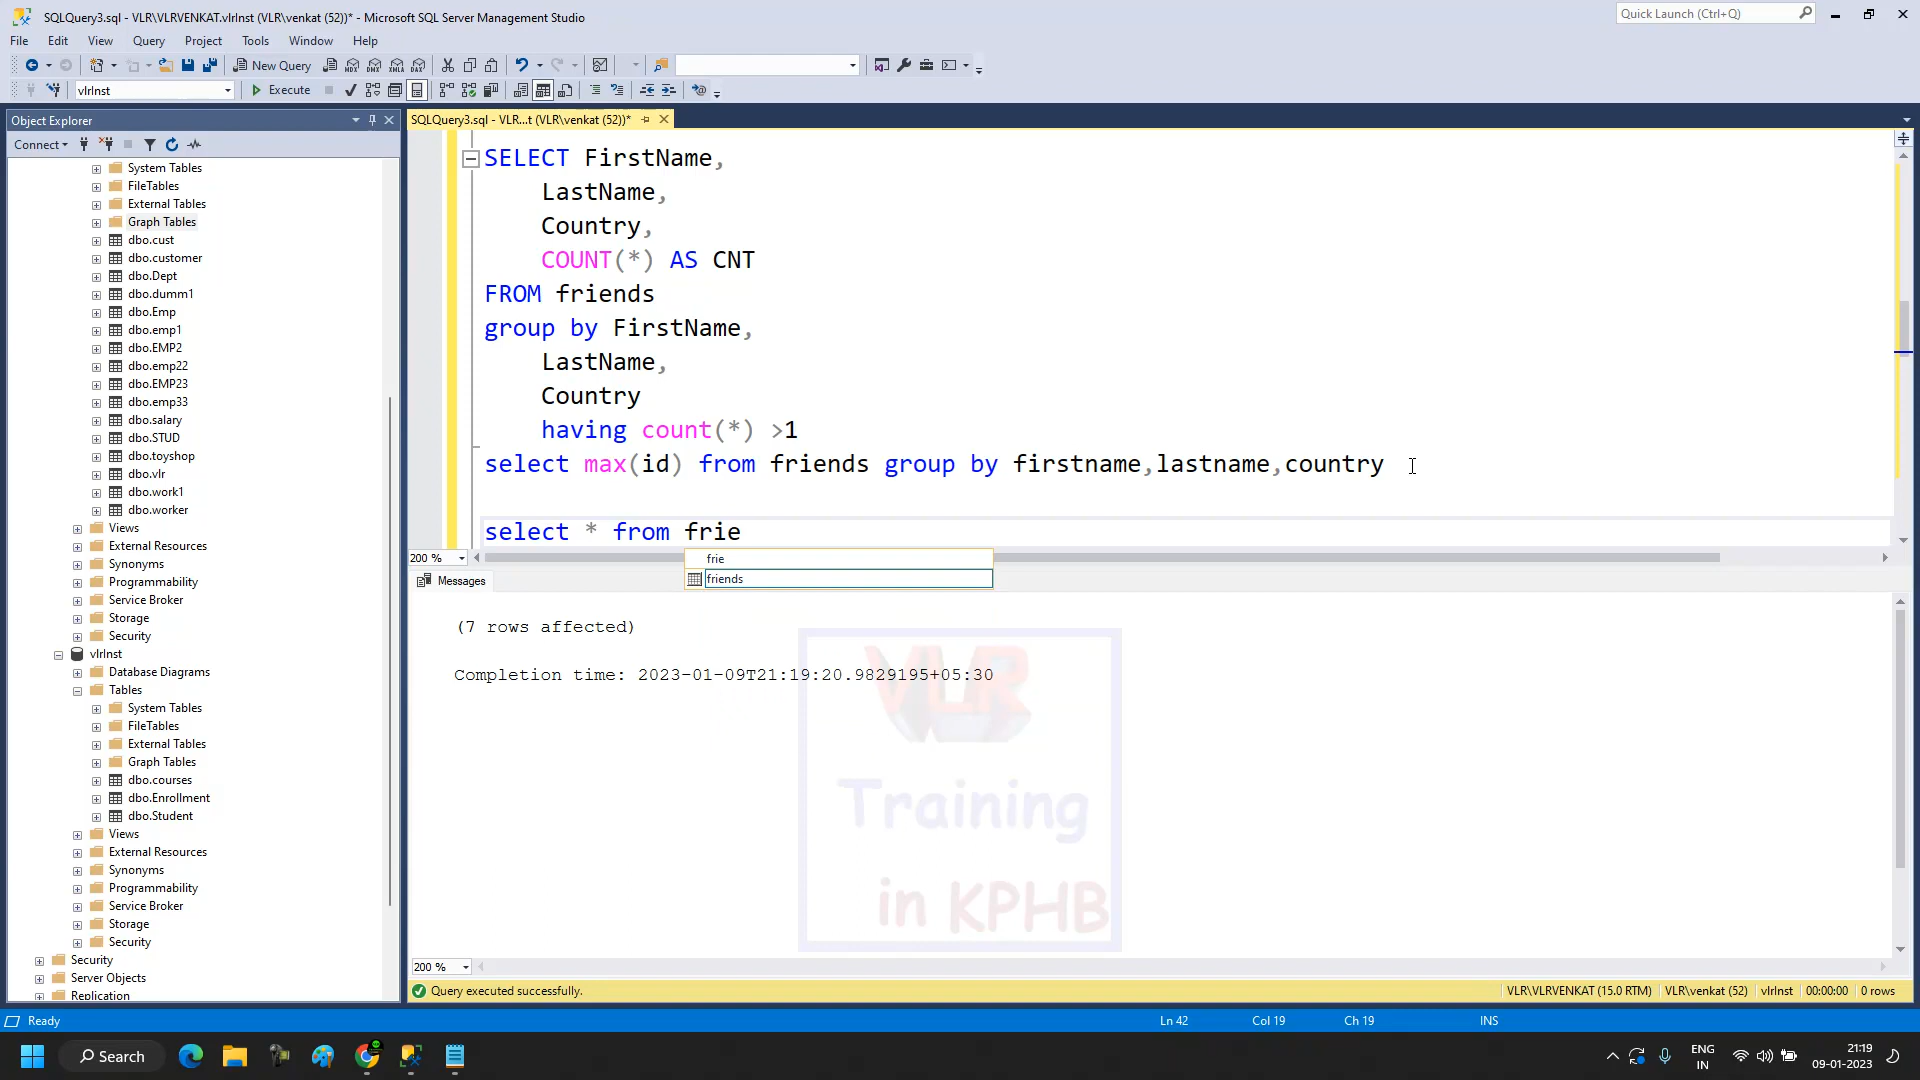 SQLQuery3.sql - VLR\VLRVENKAT.vlrInst (VLR\venkat (52))* - Microsoft SQL Server Management Studio
Quick Launch (Ctrl+Q)
File Edit View Query Project Tools Window Help
New Query
MDX DMX XMLA DAX
vlrInst
Execute
Object Explorer
SQLQuery3.sql - VLR...t (VLR\venkat (52))*
Connect
System Tables
FileTables
External Tables
Graph Tables
dbo.cust
dbo.customer
dbo.Dept
dbo.dumm1
dbo.Emp
dbo.emp1
dbo.EMP2
dbo.emp22
dbo.EMP23
dbo.emp33
dbo.salary
dbo.STUD
dbo.toyshop
dbo.vlr
dbo.work1
dbo.worker
Views
External Resources
Synonyms
Programmability
Service Broker
Storage
Security
vlrInst
Database Diagrams
Tables
System Tables
FileTables
External Tables
Graph Tables
dbo.courses
dbo.Enrollment
dbo.Student
Views
External Resources
Synonyms
Programmability
Service Broker
Storage
Security
Security
Server Objects
Replication
SELECT FirstName,
LastName,
Country,
COUNT(*) AS CNT
FROM friends
group by FirstName,
LastName,
Country
having count(*) >1
select max(id) from friends group by firstname,lastname,country
select * from frie
200 %
frie
friends
Messages
(7 rows affected)
Completion time: 2023-01-09T21:19:20.9829195+05:30
VLR
Training
in KPHB
200 %
Query executed successfully.
VLR\VLRVENKAT (15.0 RTM) VLR\venkat (52) vlrInst 00:00:00 0 rows
Ready
Ln 42 Col 19 Ch 19 INS
Search
ENG
IN
21:19
09-01-2023